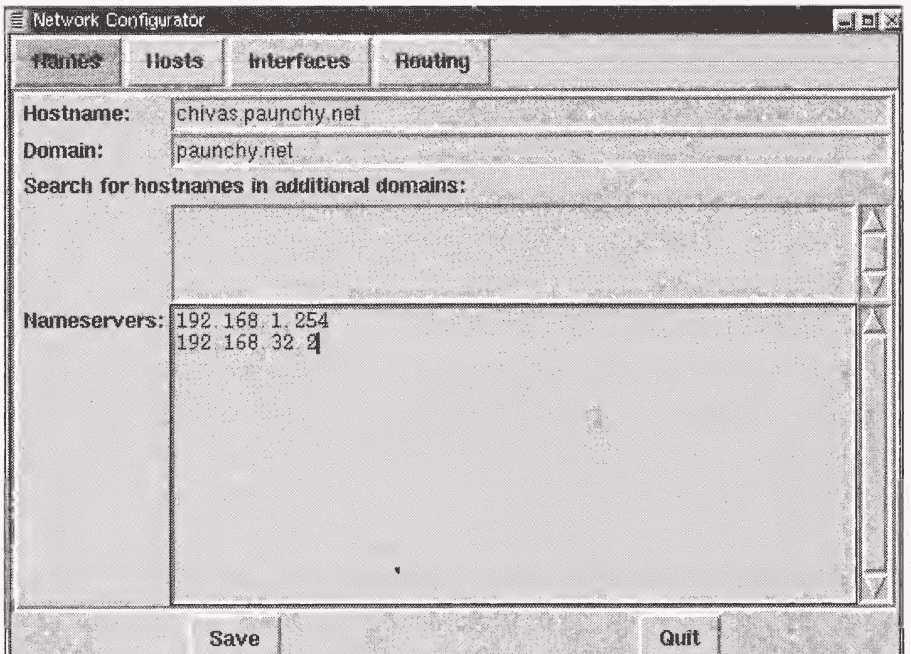 Network Configurator
Names Hosts Interfaces Routing
Hostname: chivas.paunchy.net
Domain: paunchy.net
Search for hostnames in additional domains:
Nameservers: 192.168.1.254
192.168.32.2
Save Quit